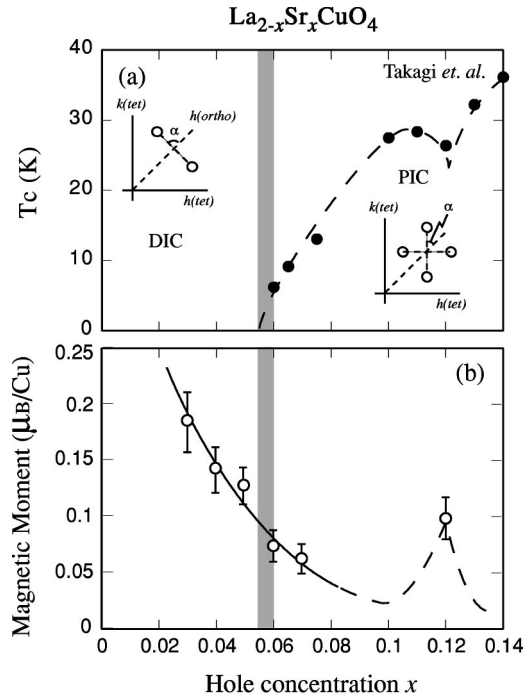 La2-xSrxCuO4
(a)
Takagi et. al.
k(tet)
h(ortho)
α
h(tet)
DIC
PIC
k(tet)
α
h(tet)
Tc (K)
40
30
20
10
0
(b)
Magnetic Moment (μB/Cu)
0.25
0.2
0.15
0.1
0.05
0
0 0.02 0.04 0.06 0.08 0.1 0.12 0.14
Hole concentration x